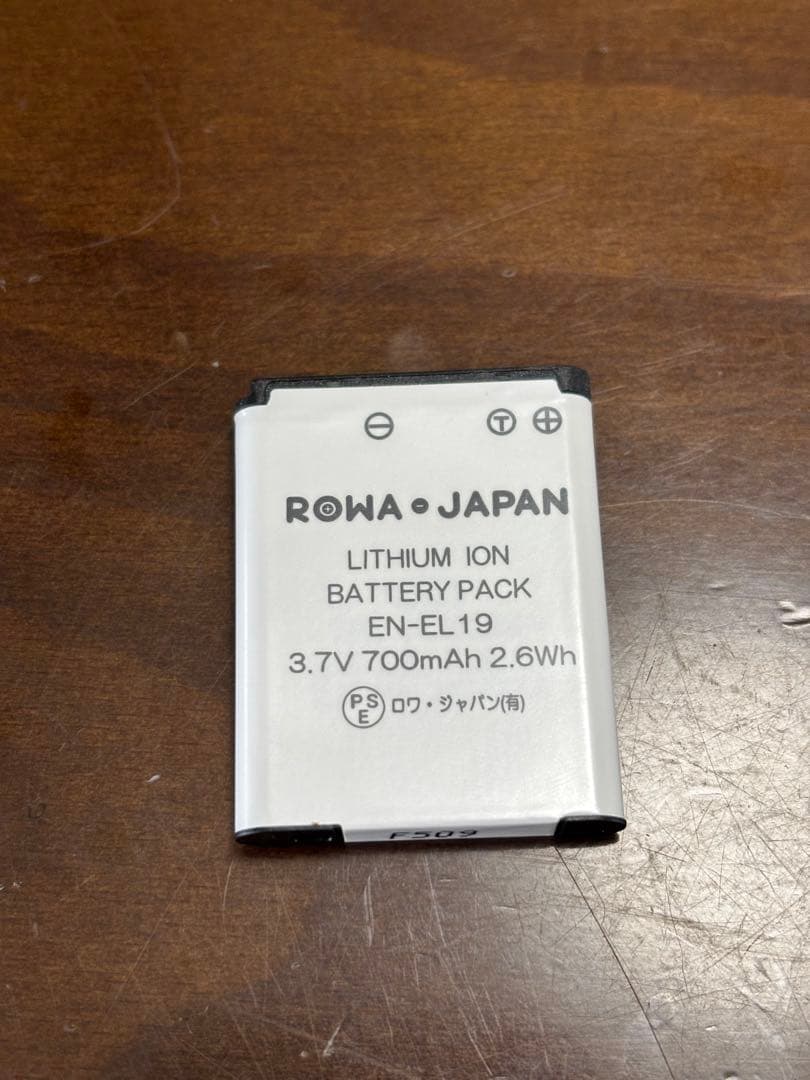 ⊖ Ⓣ ⊕
ROWA JAPAN
LITHIUM ION
BATTERY PACK
EN-EL19
3.7V 700mAh 2.6Wh
PSE ロワ・ジャパン(有)
F509